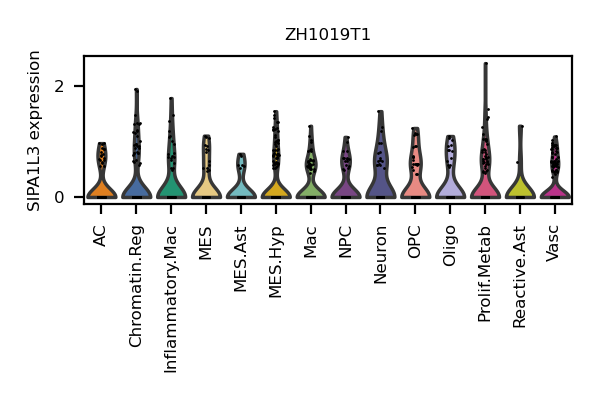 ZH1019T1
SIPA1L3 expression
2
0
AC
Chromatin.Reg
Inflammatory.Mac
MES
MES.Ast
MES.Hyp
Mac
NPC
Neuron
OPC
Oligo
Prolif.Metab
Reactive.Ast
Vasc